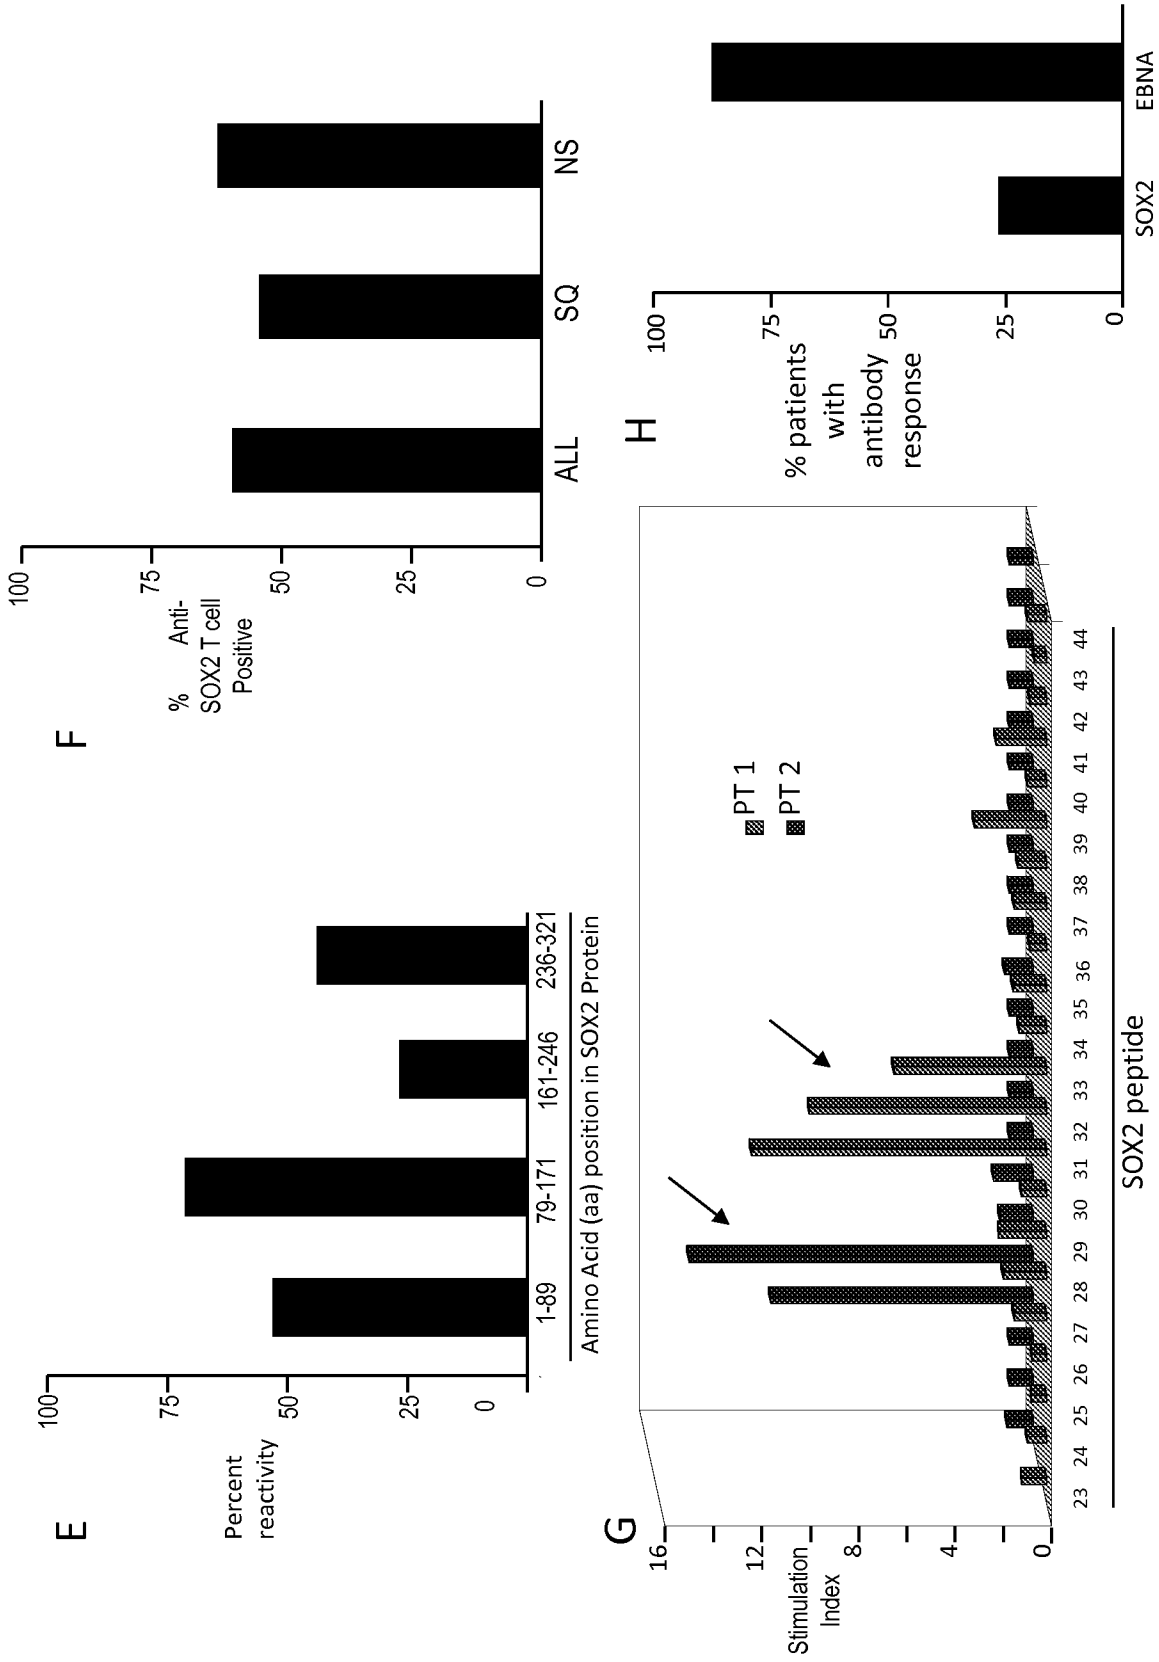 E
Percent
reactivity
100
75
50
25
0
1-89
79-171
161-246
236-321
Amino Acid (aa) position in SOX2 Protein
F
% Anti-
SOX2 T cell
Positive
100
75
50
25
0
ALL
SQ
NS
G
Stimulation
Index
16
12
8
4
0
PT 1
PT 2
23
24
25
26
27
28
29
30
31
32
33
34
35
36
37
38
39
40
41
42
43
44
SOX2 peptide
H
% patients
with
antibody
response
100
75
50
25
0
SOX2
EBNA